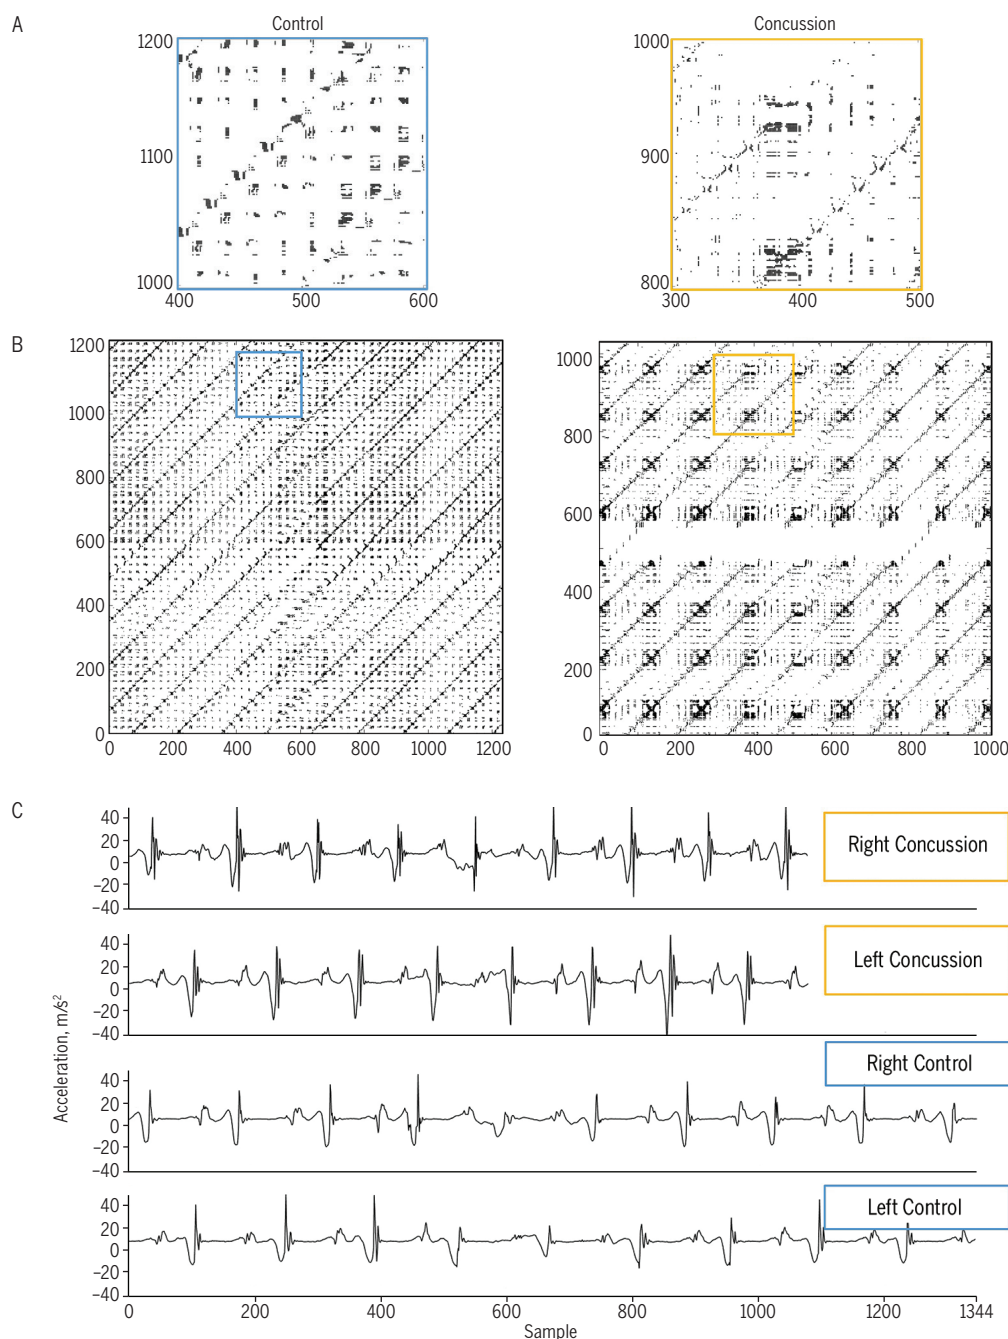 A
Control
Concussion
1200
1100
1000
400 500 600
1000
900
800
300 400 500
B
1200
1000
800
600
400
200
0
0 200 400 600 800 1000 1200
1000
800
600
400
200
0
0 200 400 600 800 1000
C
Acceleration, m/s²
40
20
0
−20
−40
Right Concussion
40
20
0
−20
−40
Left Concussion
40
20
0
−20
−40
Right Control
40
20
0
−20
−40
Left Control
0 200 400 600 800 1000 1200 1344
Sample